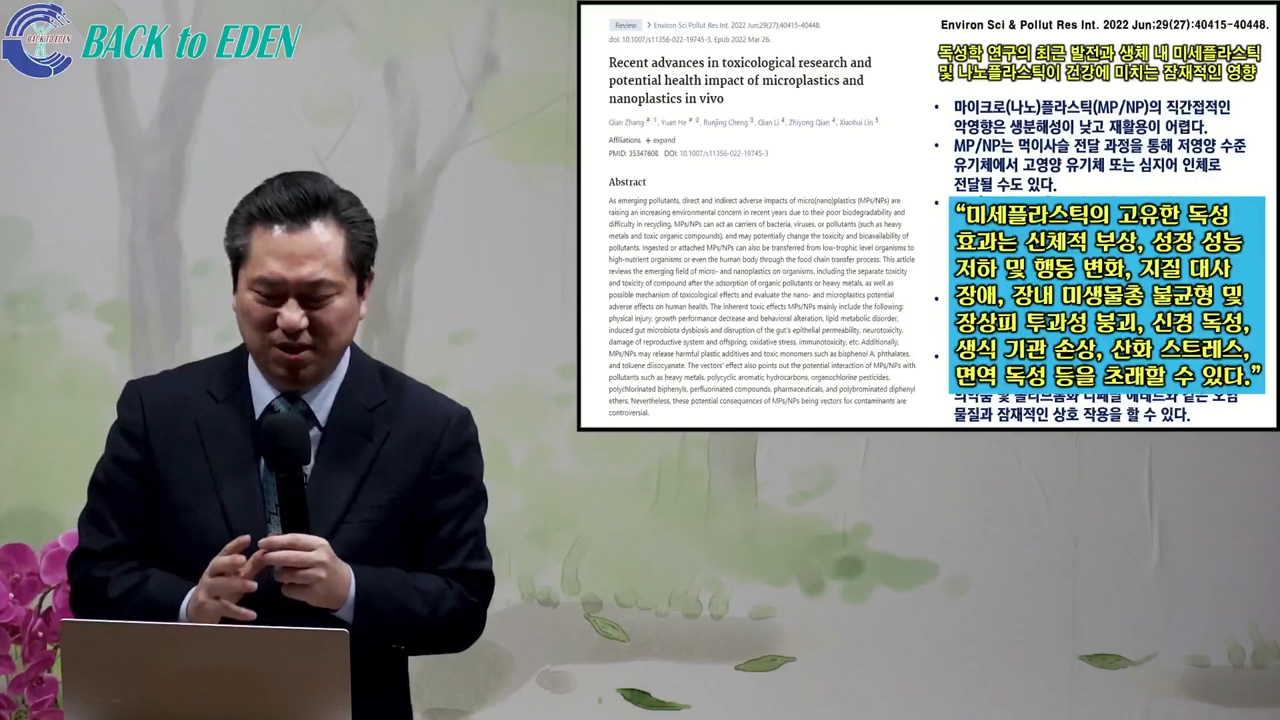 BACK to EDEN
BACK TO EDEN
Review
Environ Sci Pollut Res Int. 2022 Jun;29(27):40415-40448.
doi: 10.1007/s11356-022-19745-3. Epub 2022 Mar 26.
Recent advances in toxicological research and
potential health impact of microplastics and
nanoplastics in vivo
Qian Zhang # 1, Yuan He # 2, Runjing Cheng 3, Qian Li 4, Zhiyong Qian 4, Xiaohui Lin 5
Affiliations + expand
PMID: 35347608 DOI: 10.1007/s11356-022-19745-3
Abstract
As emerging pollutants, direct and indirect adverse impacts of micro(nano)plastics (MPs/NPs) are
raising an increasing environmental concern in recent years due to their poor biodegradability and
difficulty in recycling. MPs/NPs can act as carriers of bacteria, viruses, or pollutants (such as heavy
metals and toxic organic compounds), and may potentially change the toxicity and bioavailability of
pollutants. Ingested or attached MPs/NPs can also be transferred from low-trophic level organisms to
high-nutrient organisms or even the human body through the food chain transfer process. This article
reviews the emerging field of micro- and nanoplastics on organisms, including the separate toxicity
and toxicity of compound after the adsorption of organic pollutants or heavy metals, as well as
possible mechanism of toxicological effects and evaluate the nano- and microplastics potential
adverse effects on human health. The inherent toxic effects MPs/NPs mainly include the following:
physical injury, growth performance decrease and behavioral alteration, lipid metabolic disorder,
induced gut microbiota dysbiosis and disruption of the gut's epithelial permeability, neurotoxicity,
damage of reproductive system and offspring, oxidative stress, immunotoxicity, etc. Additionally,
MPs/NPs may release harmful plastic additives and toxic monomers such as bisphenol A, phthalates,
and toluene diisocyanate. The vectors' effect also points out the potential interaction of MPs/NPs with
pollutants such as heavy metals, polycyclic aromatic hydrocarbons, organochlorine pesticides,
polychlorinated biphenyls, perfluorinated compounds, pharmaceuticals, and polybrominated diphenyl
ethers. Nevertheless, these potential consequences of MPs/NPs being vectors for contaminants are
controversial.
Environ Sci & Pollut Res Int. 2022 Jun;29(27):40415-40448.
독성학 연구의 최근 발전과 생체 내 미세플라스틱
및 나노플라스틱이 건강에 미치는 잠재적인 영향
• 마이크로(나노)플라스틱(MP/NP)의 직간접적인
악영향은 생분해성이 낮고 재활용이 어렵다.
• MP/NP는 먹이사슬 전달 과정을 통해 저영양 수준
유기체에서 고영양 유기체 또는 심지어 인체로
전달될 수도 있다.
“미세플라스틱의 고유한 독성
효과는 신체적 부상, 성장 성능
저하 및 행동 변화, 지질 대사
장애, 장내 미생물총 불균형 및
장상피 투과성 붕괴, 신경 독성,
생식 기관 손상, 산화 스트레스,
면역 독성 등을 초래할 수 있다.”
물질과 잠재적인 상호 작용을 할 수 있다.